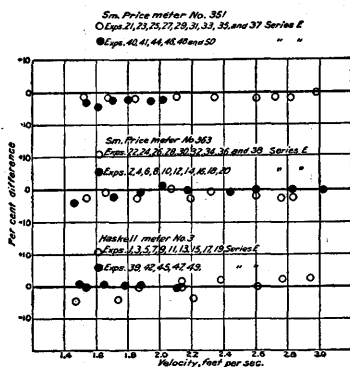 Sm. Price meter No. 351
Exps. 21, 23, 25, 27, 29, 31, 33, 35, and 37 Series E
Exps. 40, 41, 44, 46, 48 and 50 " "
+10
0
-10
Sm. Price meter No. 363
+10
Exps. 22, 24, 26, 28, 30, 32, 34, 36, and 38 Series E
Exps. 2, 4, 6, 8, 10, 12, 14, 16, 18, 20 " "
0
-10
Haskell meter No. 3
+10
Exps. 1, 3, 5, 7, 9, 11, 13, 15, 17, 19 Series E
Exps. 39, 42, 45, 47, 49, " "
0
-10
Per cent difference
1.4 1.6 1.8 2.0 2.2 2.4 2.6 2.8 3.0
Velocity, feet per sec.